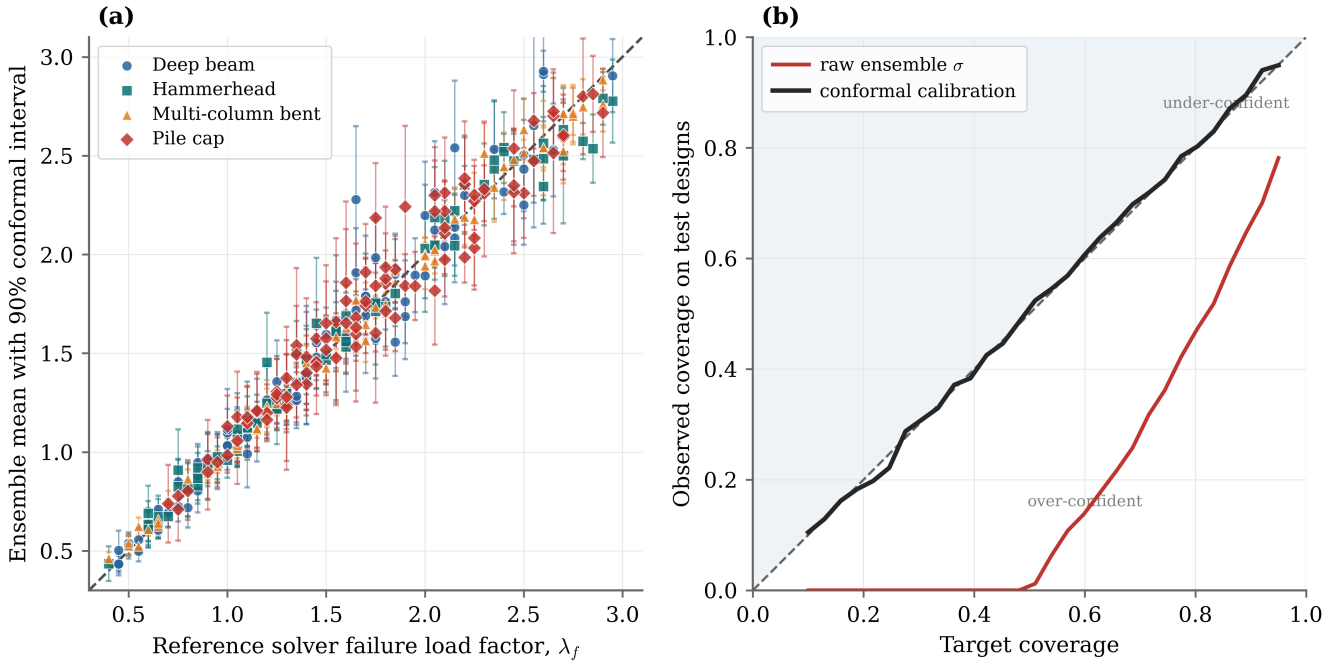 (a)
Ensemble mean with 90% conformal interval
3.0
2.5
2.0
1.5
1.0
0.5
Deep beam
Hammerhead
Multi-column bent
Pile cap
0.5
1.0
1.5
2.0
2.5
3.0
Reference solver failure load factor, λ_f
(b)
Observed coverage on test designs
1.0
0.8
0.6
0.4
0.2
0.0
raw ensemble σ
conformal calibration
under-confident
over-confident
0.0
0.2
0.4
0.6
0.8
1.0
Target coverage